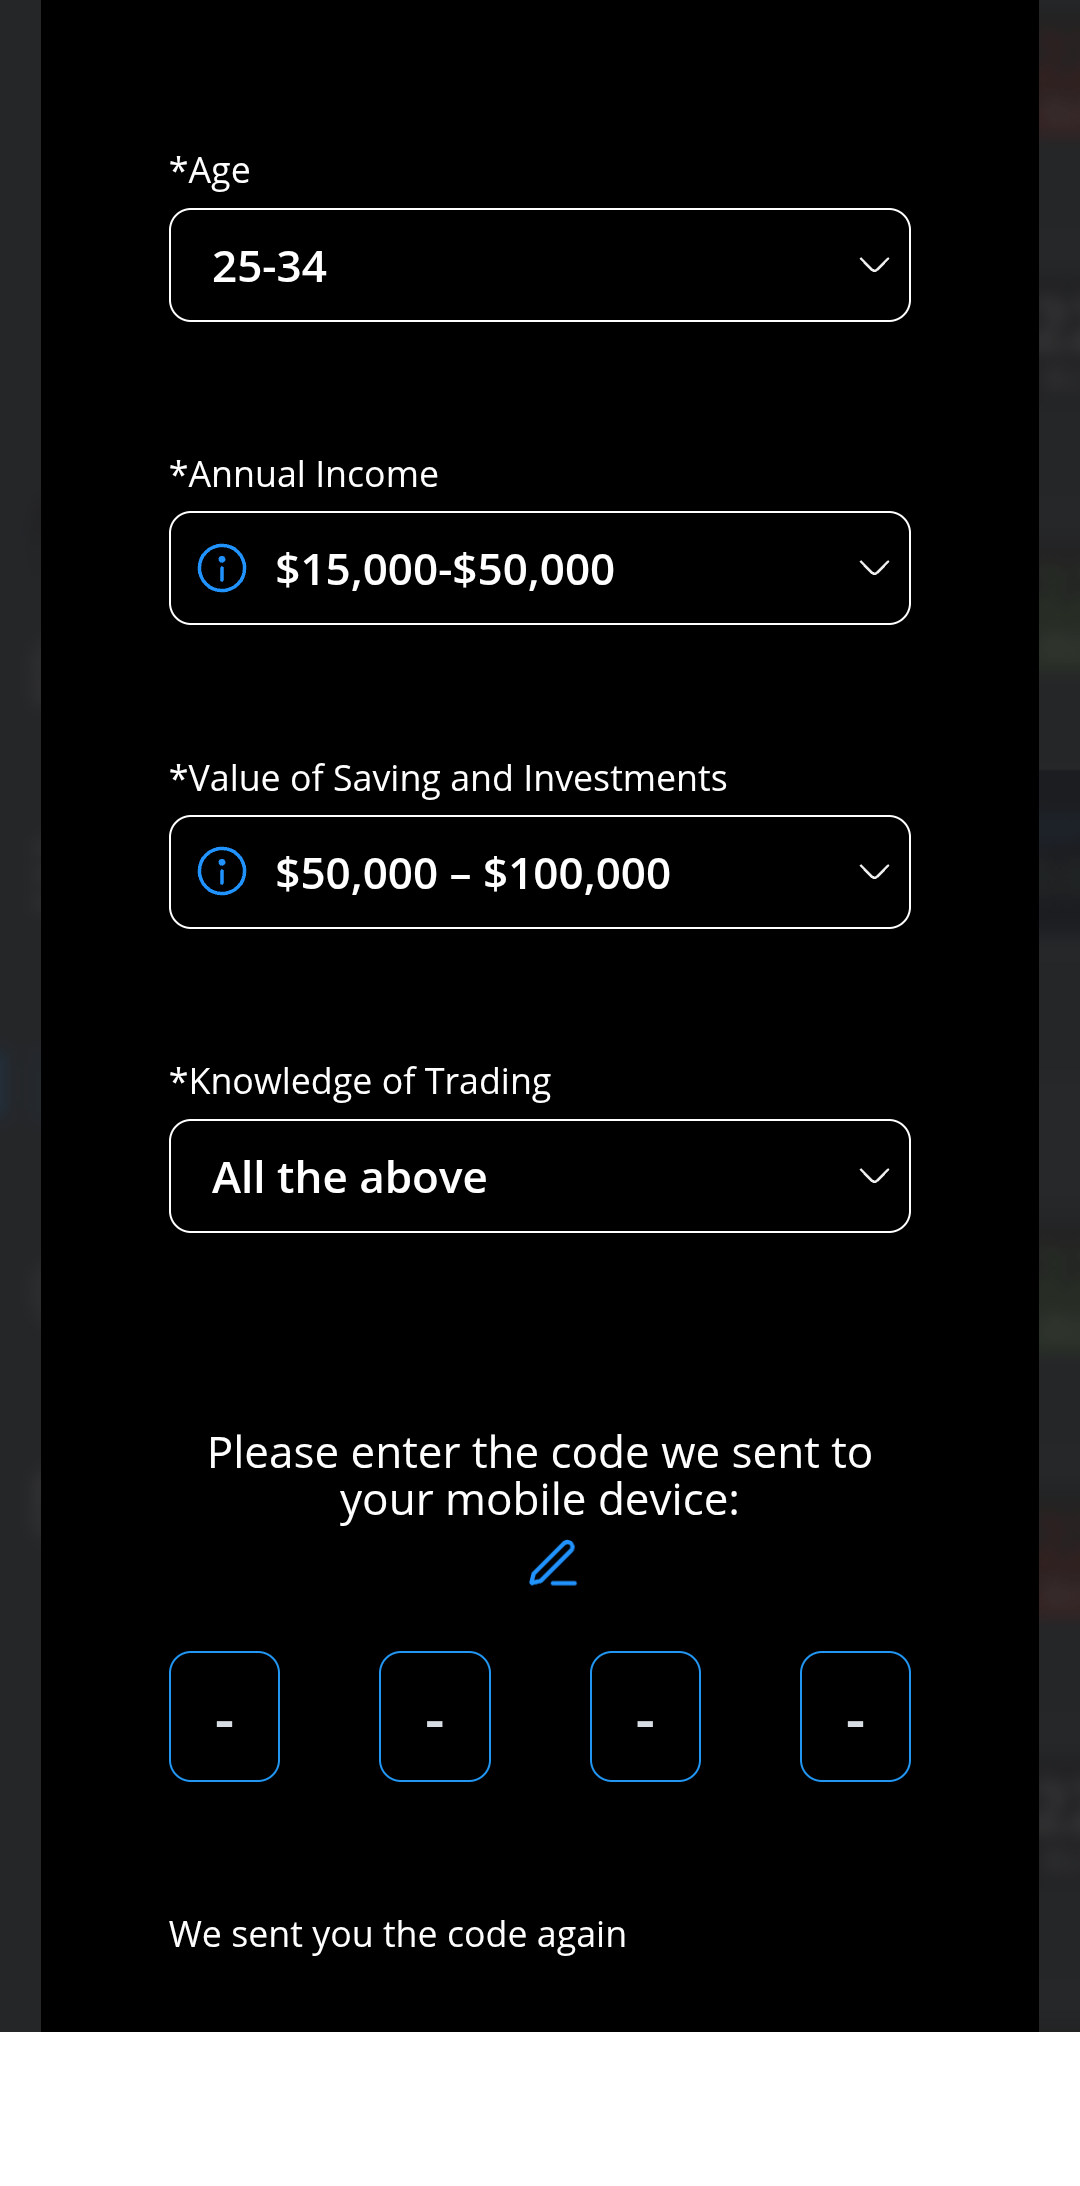 *Age
25-34
*Annual Income
$15,000-$50,000
*Value of Saving and Investments
$50,000 – $100,000
*Knowledge of Trading
All the above
Please enter the code we sent to
your mobile device:
- - - -
We sent you the code again